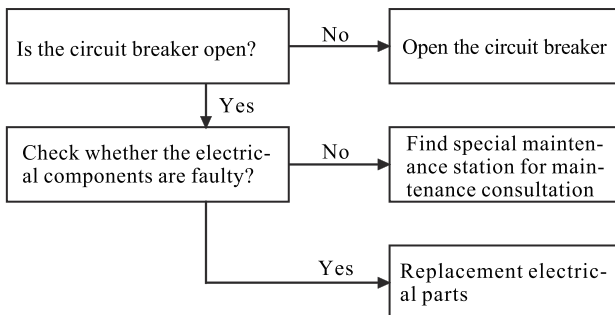 Is the circuit breaker open?
No
Open the circuit breaker
Yes
Check whether the electric-
al components are faulty?
No
Find special mainten-
ance station for main-
tenance consultation
Yes
Replacement electric-
al parts